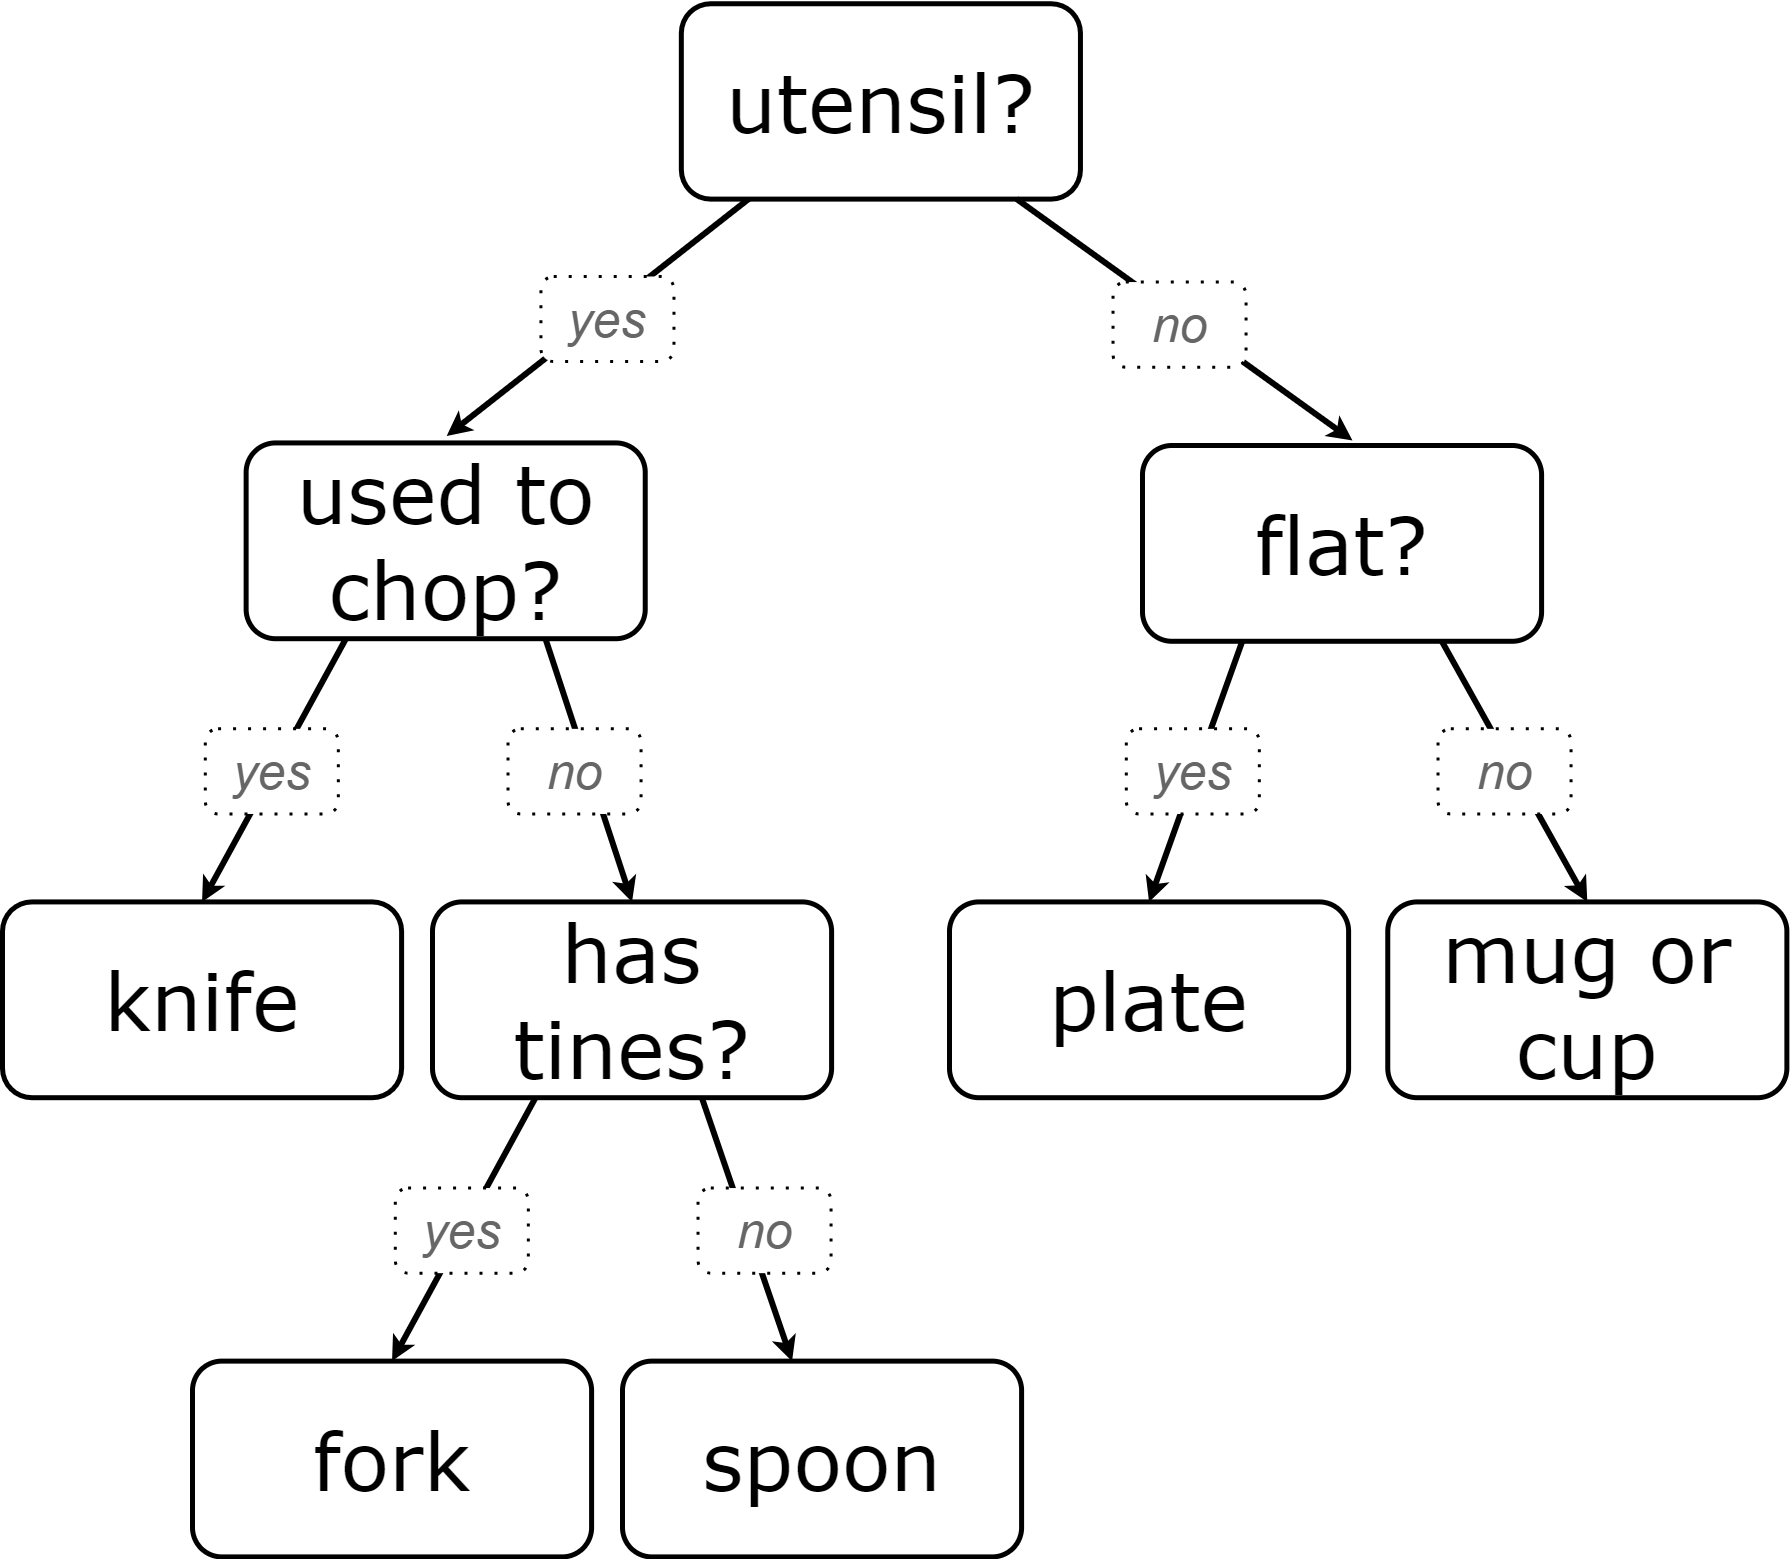 utensil?
yes
no
used to
chop?
flat?
yes
no
yes
no
knife
has
tines?
plate
mug or
cup
yes
no
fork
spoon